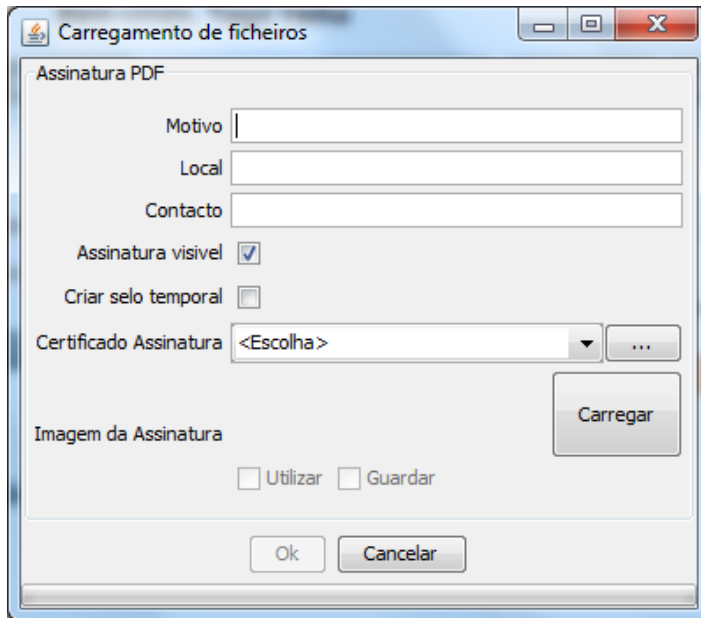 Carregamento de ficheiros
Assinatura PDF
Motivo
Local
Contacto
Assinatura visivel
Criar selo temporal
Certificado Assinatura <Escolha> ...
Carregar
Imagem da Assinatura
Utilizar Guardar
Ok Cancelar